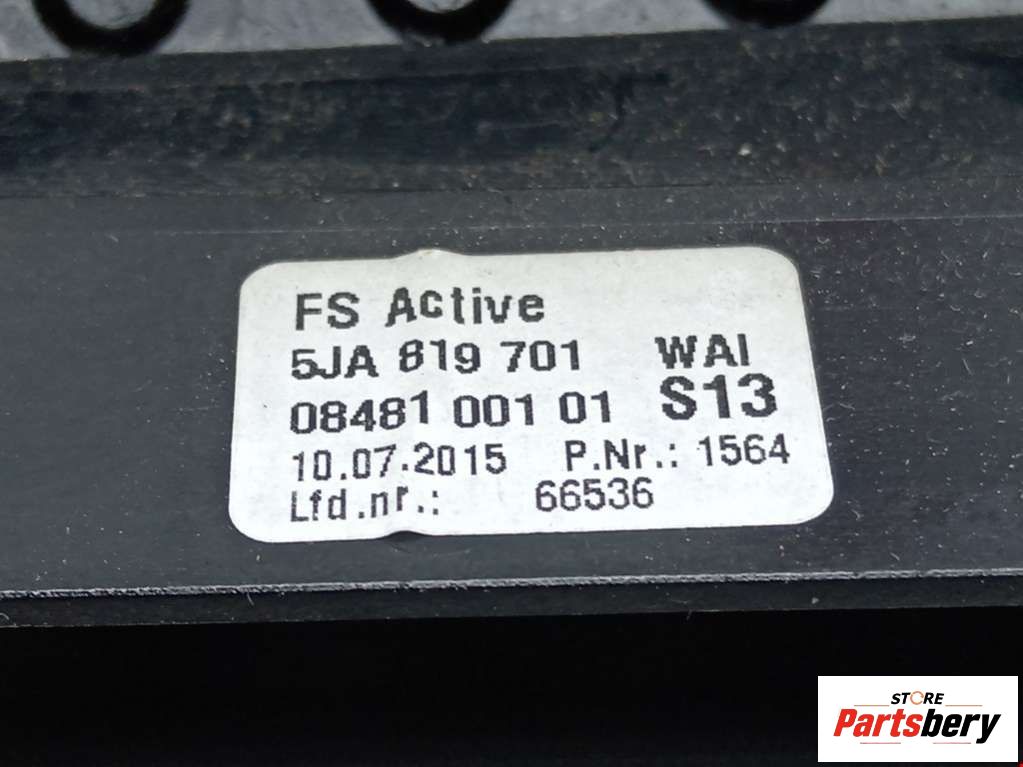 FS Active
5JA 819 701 WAI
08481 001 01 S13
10.07.2015 P.Nr.: 1564
Lfd.nr.: 66536
STORE
Partsbery